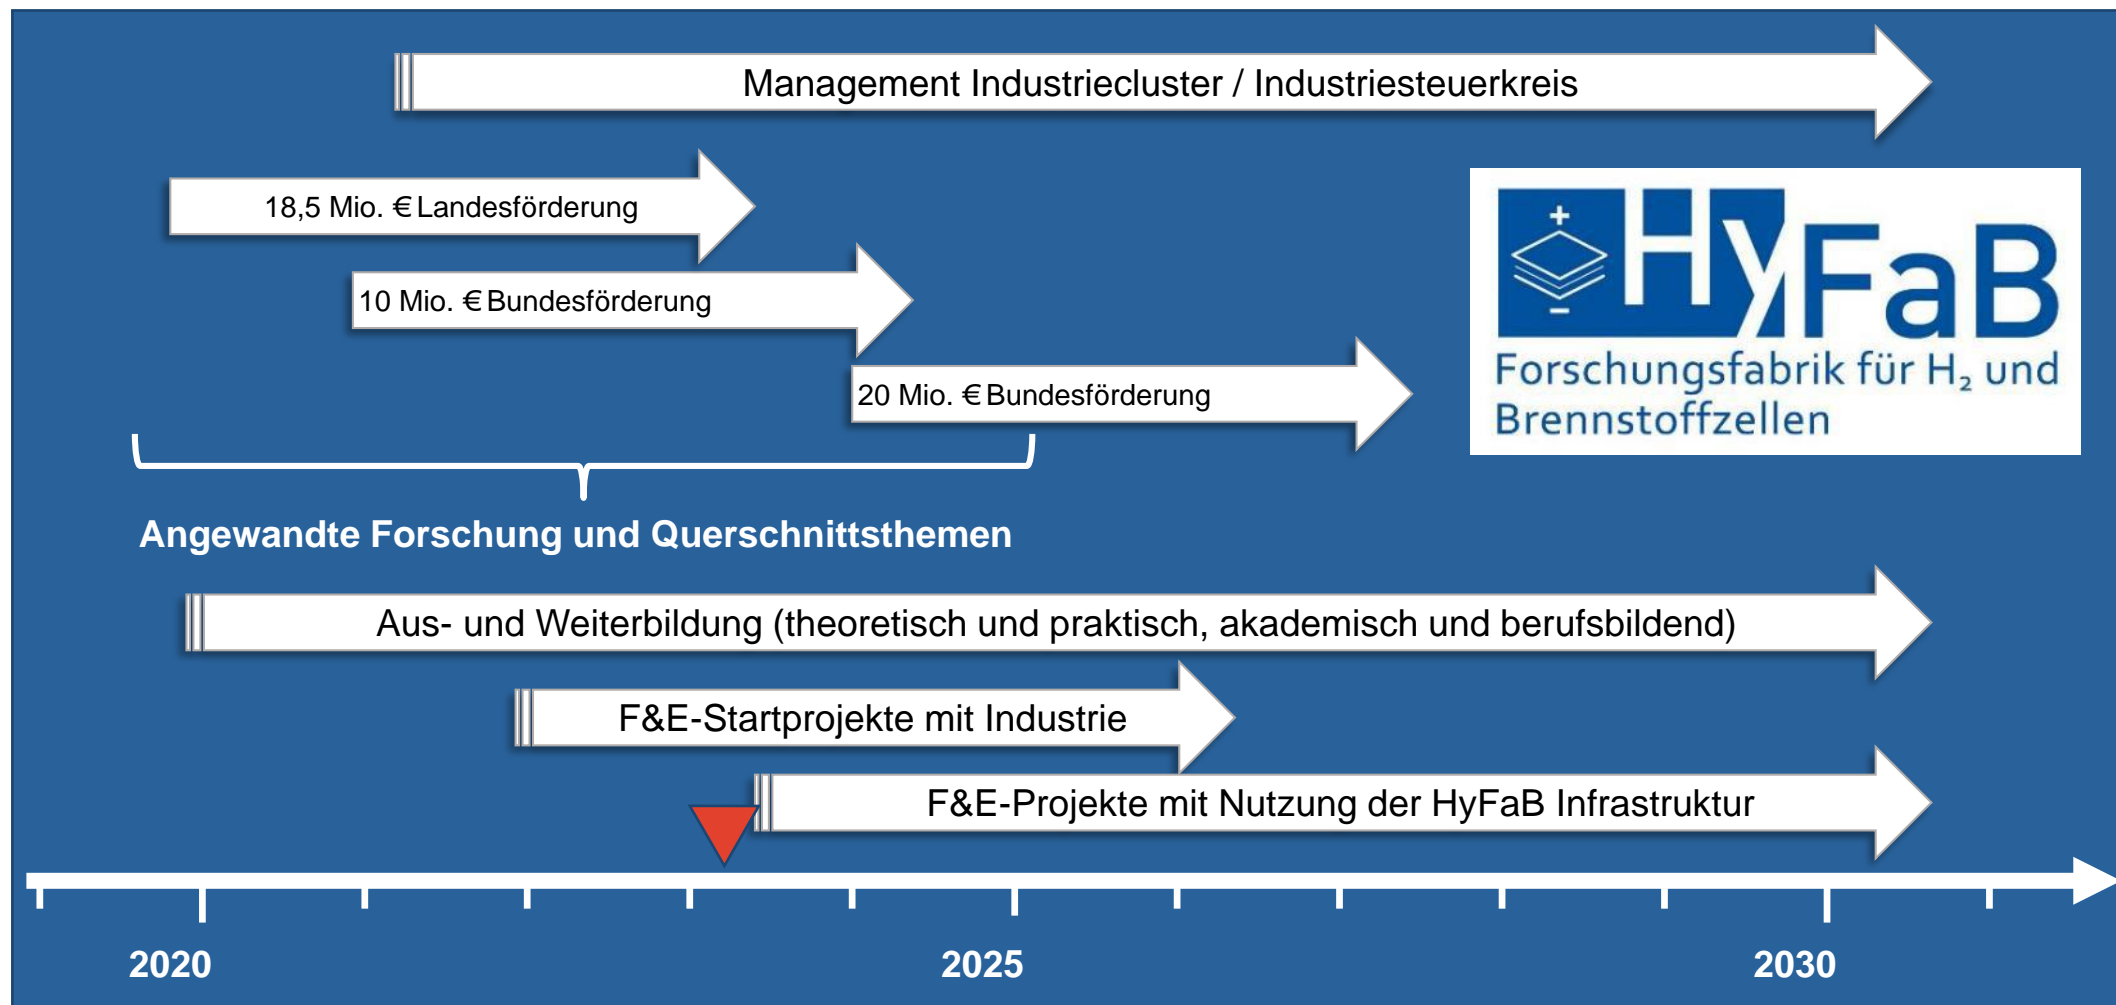 Management Industriecluster / Industriesteuerkreis
18,5 Mio. € Landesförderung
10 Mio. € Bundesförderung
20 Mio. € Bundesförderung
+
HyFaB
−
Forschungsfabrik für H₂ und
Brennstoffzellen
Angewandte Forschung und Querschnittsthemen
Aus- und Weiterbildung (theoretisch und praktisch, akademisch und berufsbildend)
F&E-Startprojekte mit Industrie
F&E-Projekte mit Nutzung der HyFaB Infrastruktur
2020 2025 2030